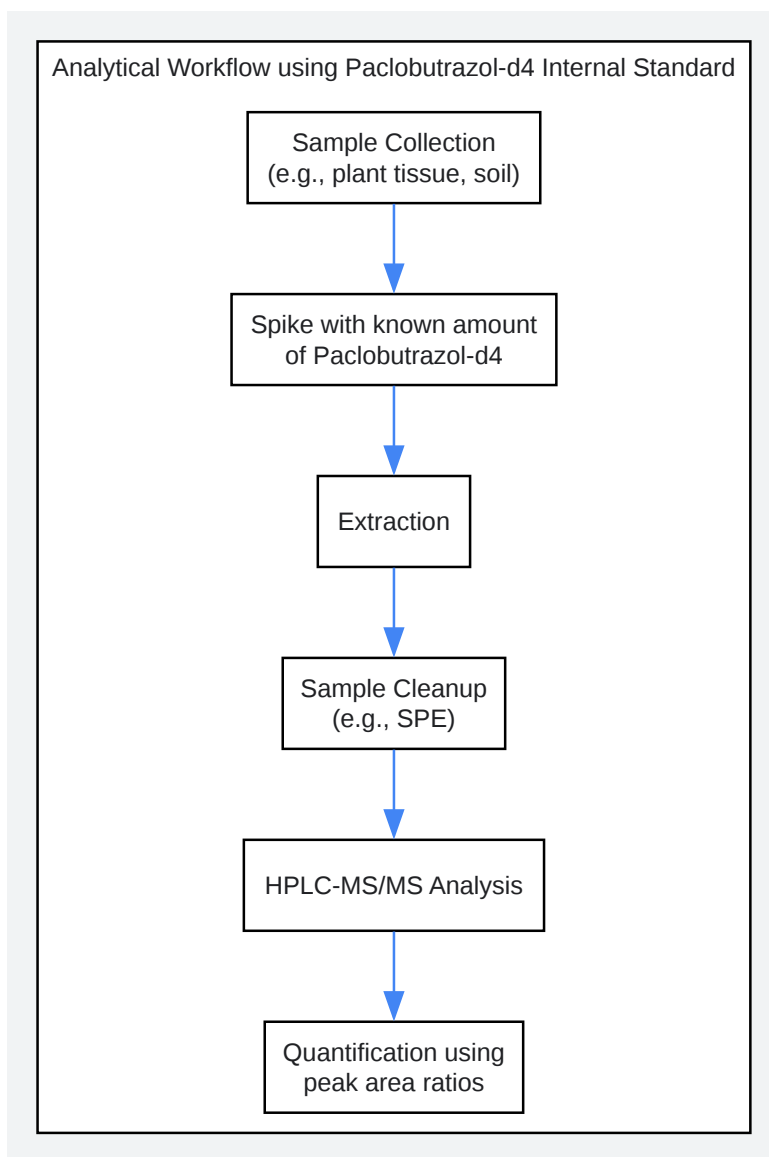 Analytical Workflow using Paclobutrazol-d4 Internal Standard
Sample Collection
(e.g., plant tissue, soil)
Spike with known amount
of Paclobutrazol-d4
Extraction
Sample Cleanup
(e.g., SPE)
HPLC-MS/MS Analysis
Quantification using
peak area ratios